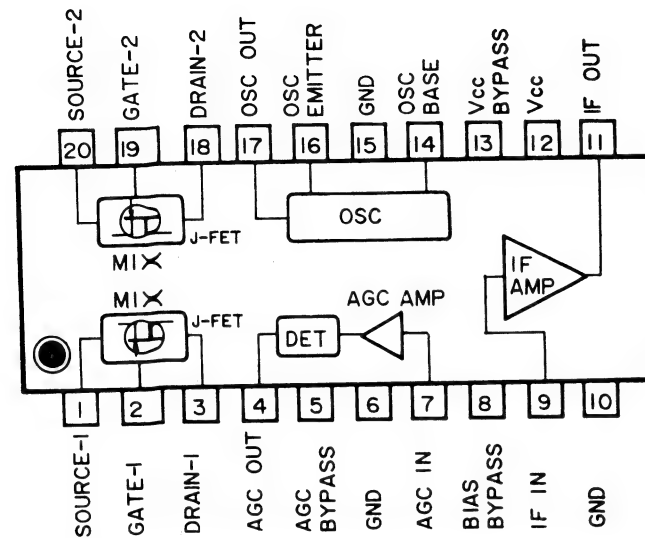 SOURCE-2
GATE-2
DRAIN-2
OSC OUT
OSC
EMITTER
GND
OSC
BASE
Vcc
BYPASS
Vcc
IF OUT
20
19
18
17
16
15
14
13
12
11
J-FET
OSC
MIX
MIX
J-FET
AGC AMP
DET
IF
AMP
1
2
3
4
5
6
7
8
9
10
SOURCE-1
GATE-1
DRAIN-1
AGC OUT
AGC
BYPASS
GND
AGC IN
BIAS
BYPASS
IF IN
GND